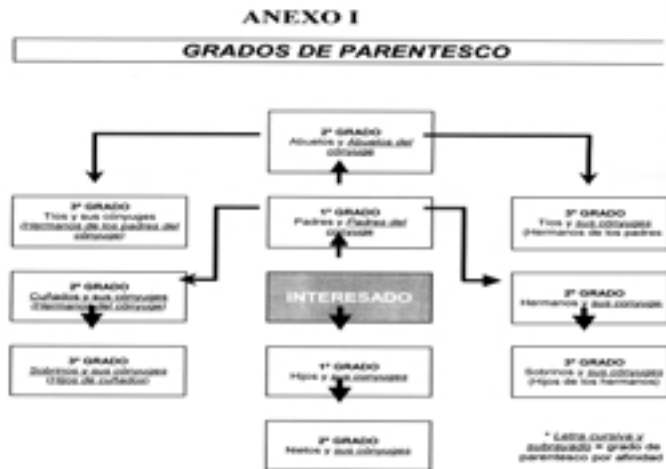 ANEXO I
GRADOS DE PARENTESCO
2º GRADO
Abuelos y Abuelos del
cónyuge
3º GRADO
Tíos y sus cónyuges
(Hermanos de los padres del
cónyuge)
1º GRADO
Padres y Padres del
cónyuge
3º GRADO
Tíos y sus cónyuges
(Hermanos de los padres
2º GRADO
Cuñados y sus cónyuges
(Hermanos del cónyuge)
INTERESADO
2º GRADO
Hermanos y sus conyuge
3º GRADO
Sobrinos y sus cónyuges
(Hijos de cuñados)
1º GRADO
Hijos y sus cónyuges
3º GRADO
Sobrinos y sus cónyuges
(Hijos de los hermanos)
2º GRADO
Nietos y sus cónyuges
* Letra cursiva y
subrayado = grado de
parentesco por afinidad